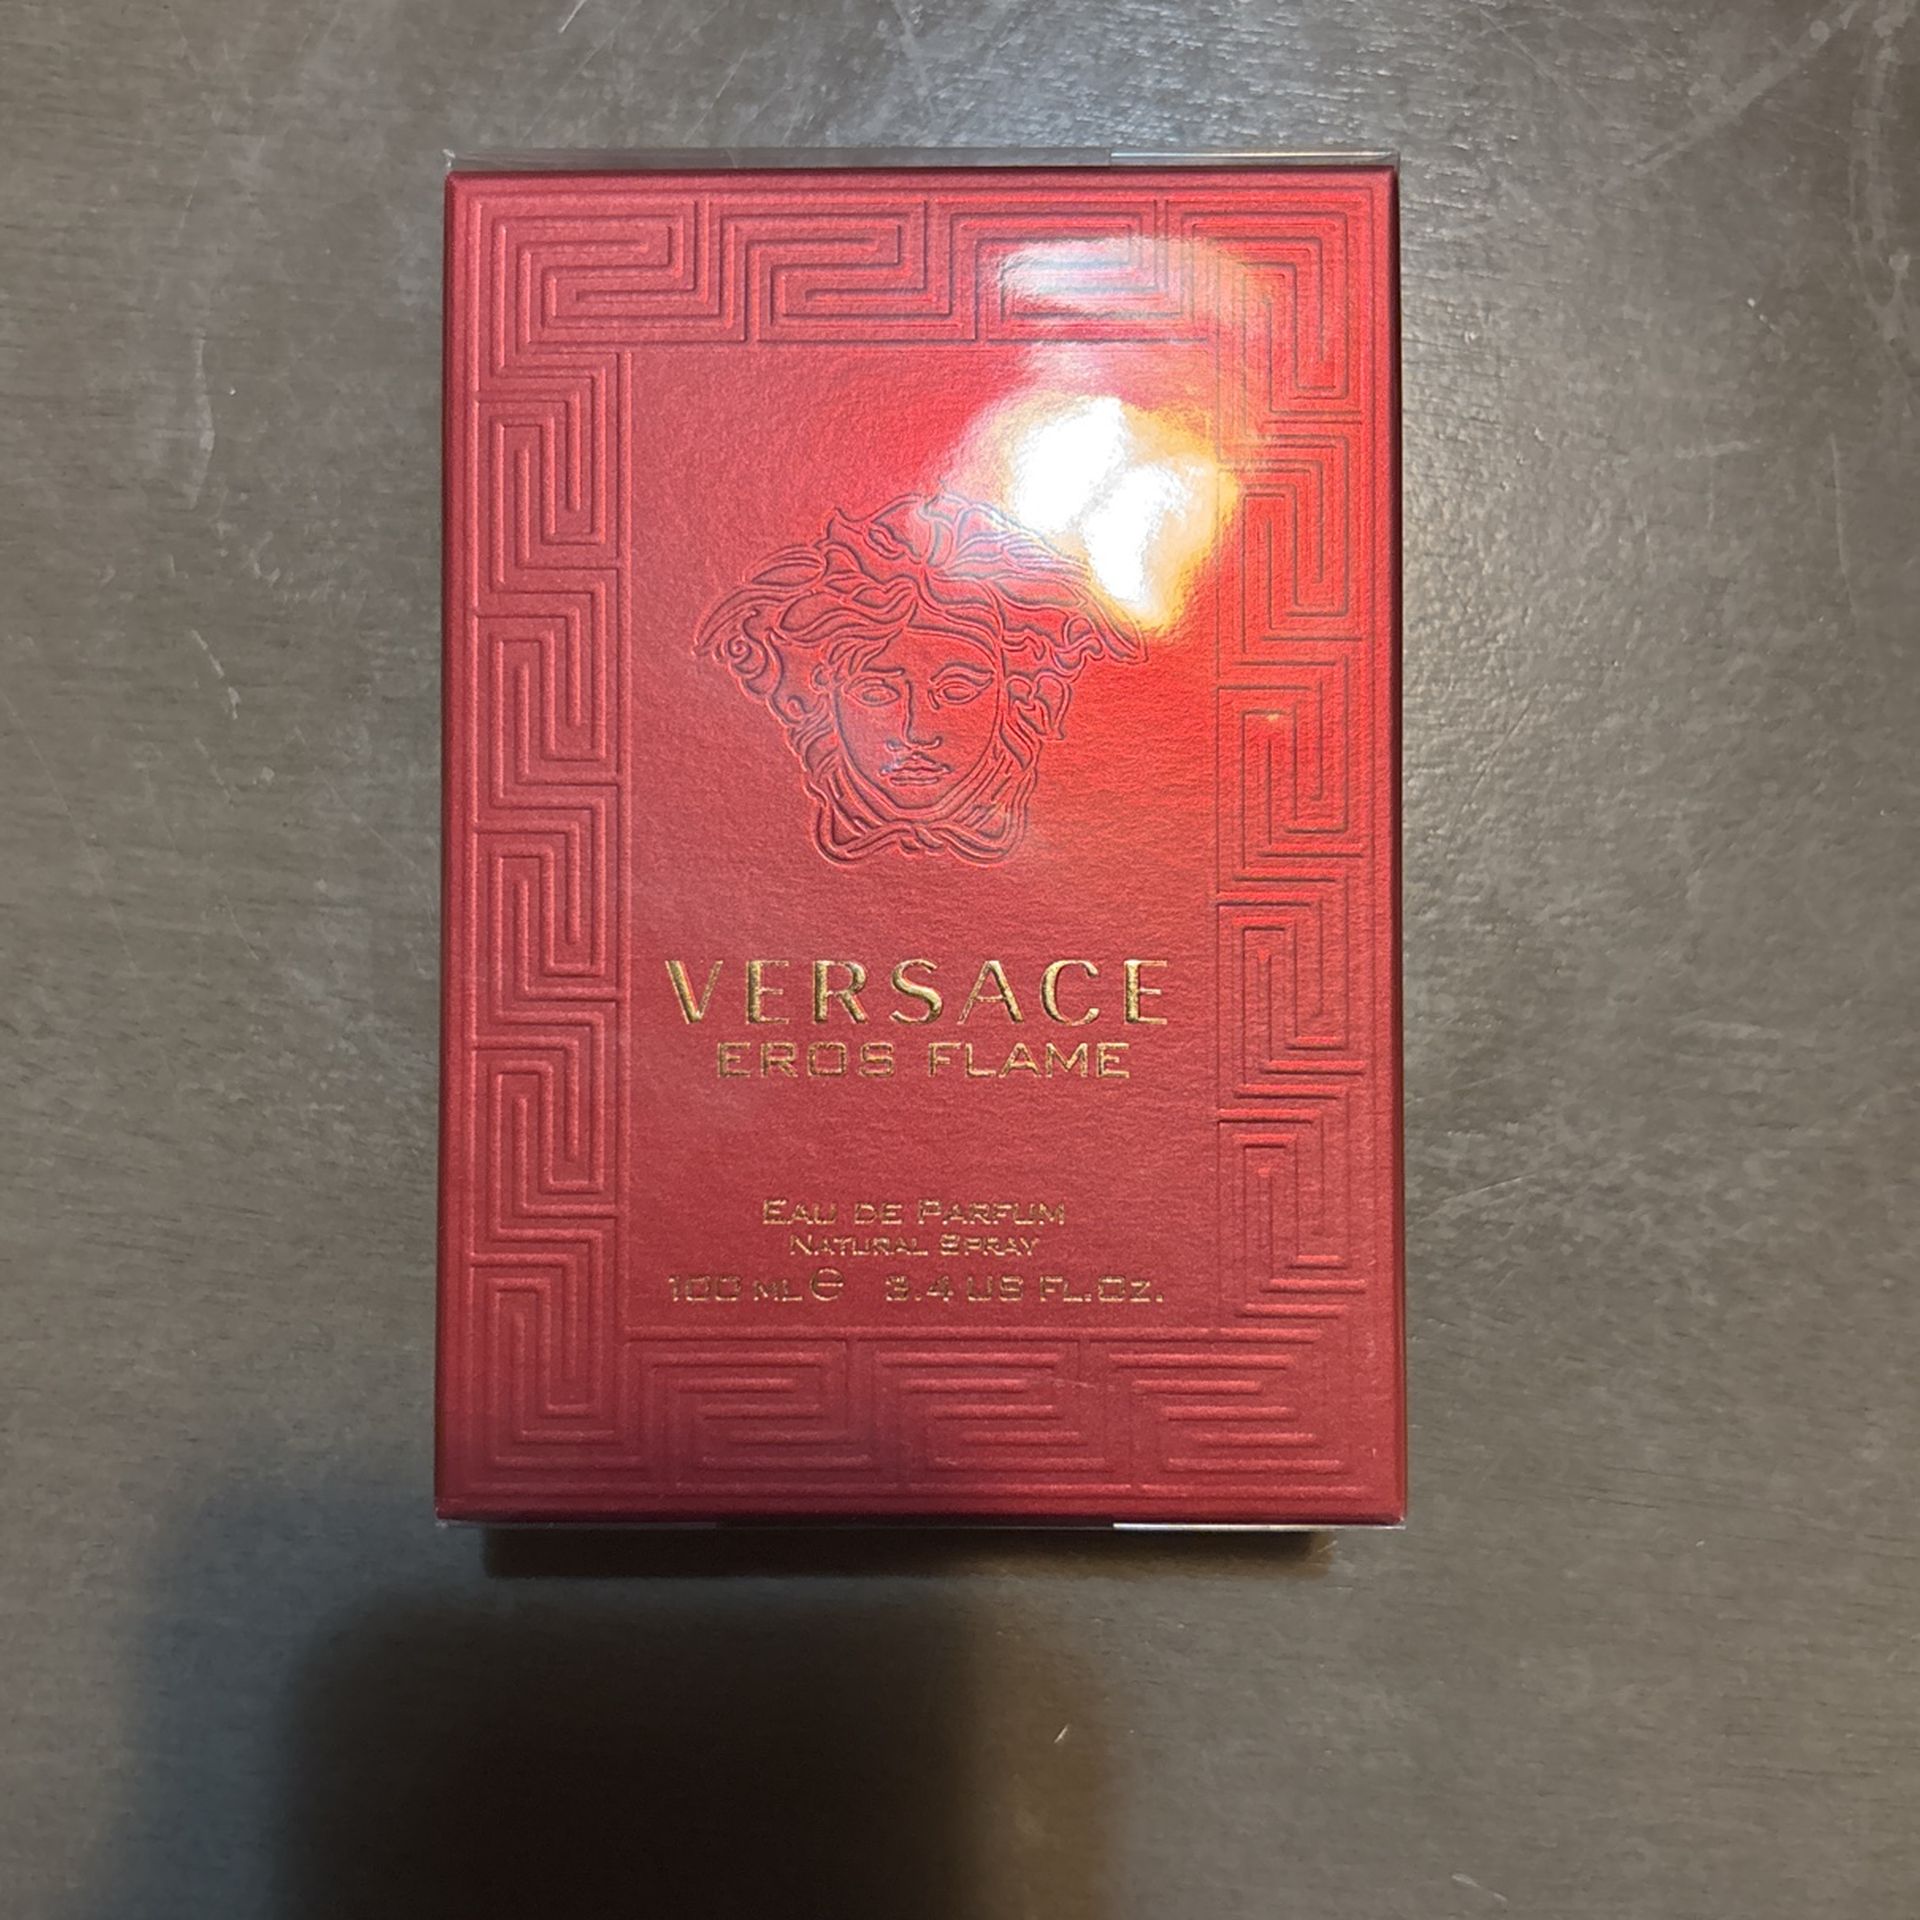 VERSACE
EROS FLAME
EAU DE PARFUM
NATURAL SPRAY
100 ML ℮ 3.4 US FL.OZ.